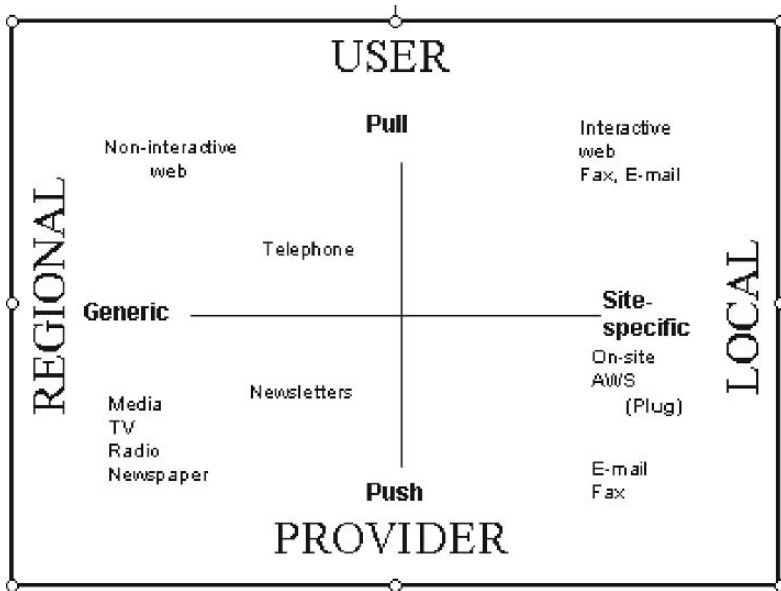 USER
Pull
Non-interactive
web
Interactive
web
Fax, E-mail
Telephone
REGIONAL
Generic
Site-
specific
LOCAL
On-site
AWS
(Plug)
Newsletters
Media
TV
Radio
Newspaper
E-mail
Fax
Push
PROVIDER